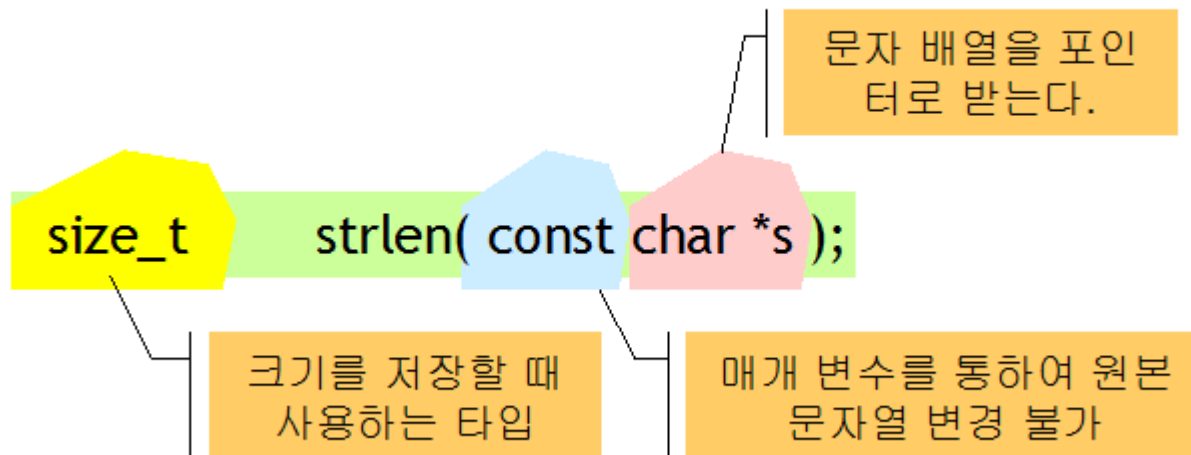 문자 배열을 포인
터로 받는다.
size_t strlen( const char *s );
크기를 저장할 때
사용하는 타입
매개 변수를 통하여 원본
문자열 변경 불가